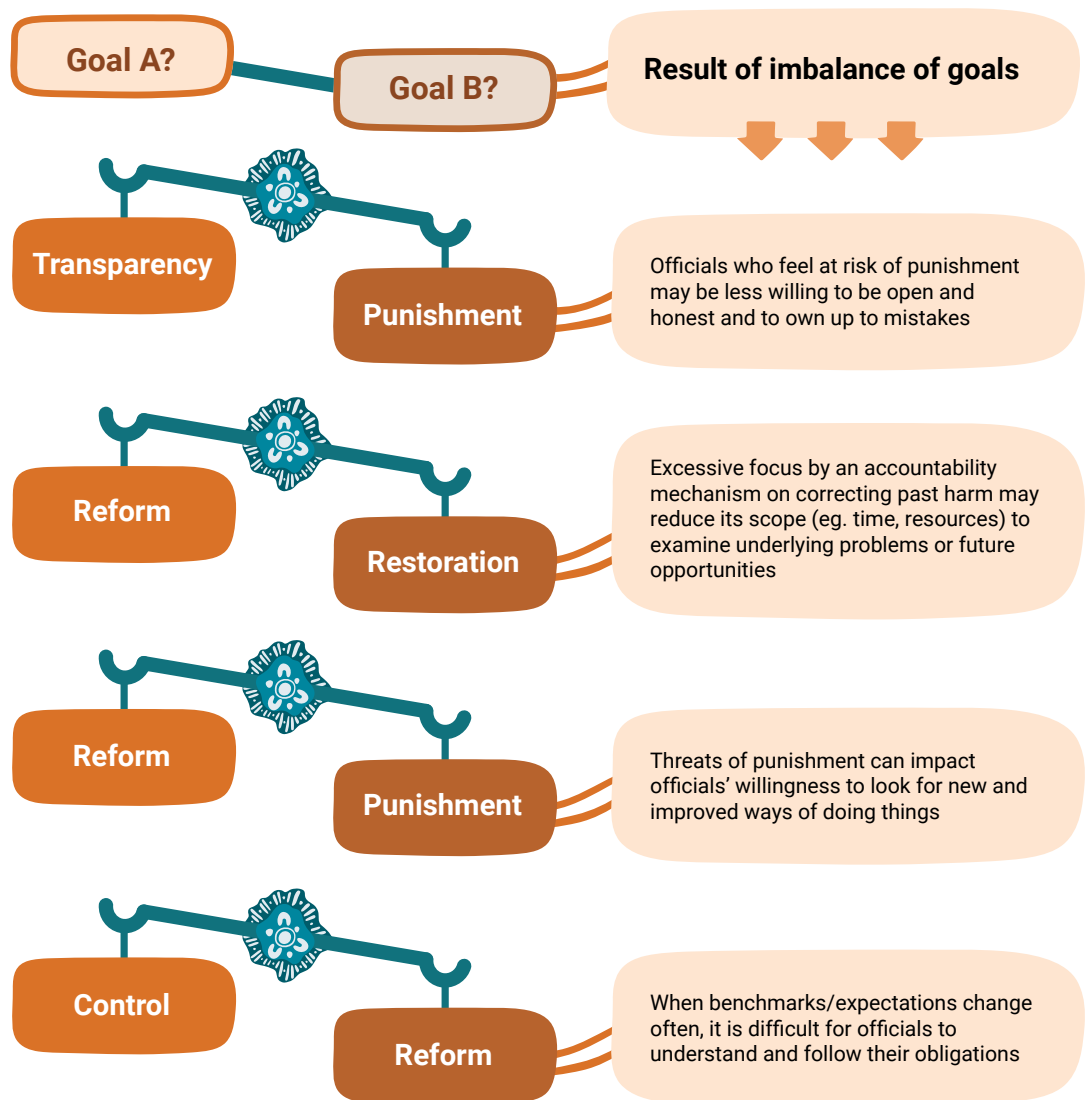 Goal A?
Goal B?
Result of imbalance of goals
Transparency
Punishment
Officials who feel at risk of punishment
may be less willing to be open and
honest and to own up to mistakes
Reform
Restoration
Excessive focus by an accountability
mechanism on correcting past harm may
reduce its scope (eg. time, resources) to
examine underlying problems or future
opportunities
Reform
Punishment
Threats of punishment can impact
officials’ willingness to look for new and
improved ways of doing things
Control
Reform
When benchmarks/expectations change
often, it is difficult for officials to
understand and follow their obligations